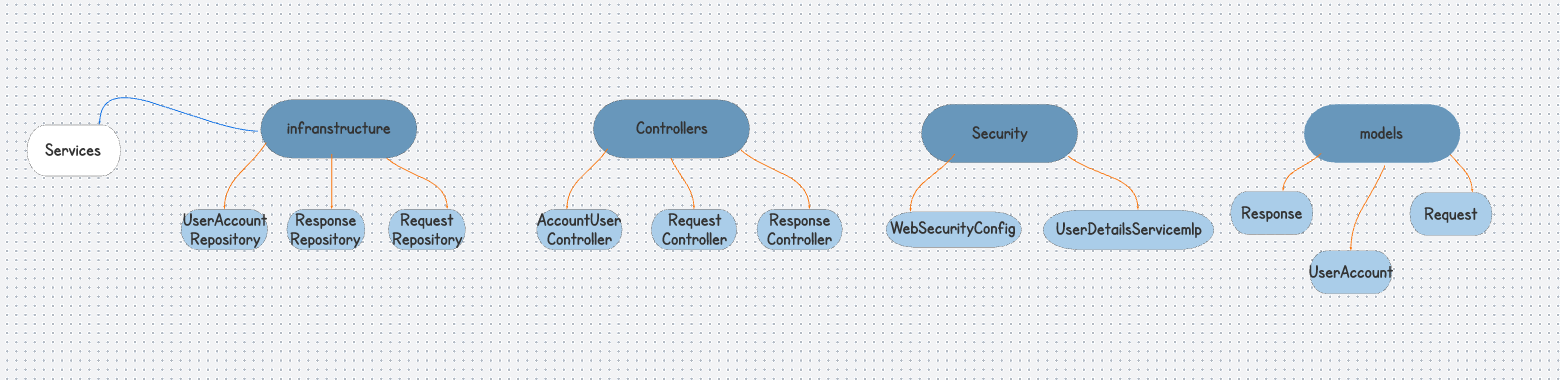 Services
infranstructure
Controllers
Security
models
UserAccount
Repository
Response
Repository
Request
Repository
AccountUser
Controller
Request
Controller
Response
Controller
WebSecurityConfig
UserDetailsServicemlp
Response
UserAccount
Request